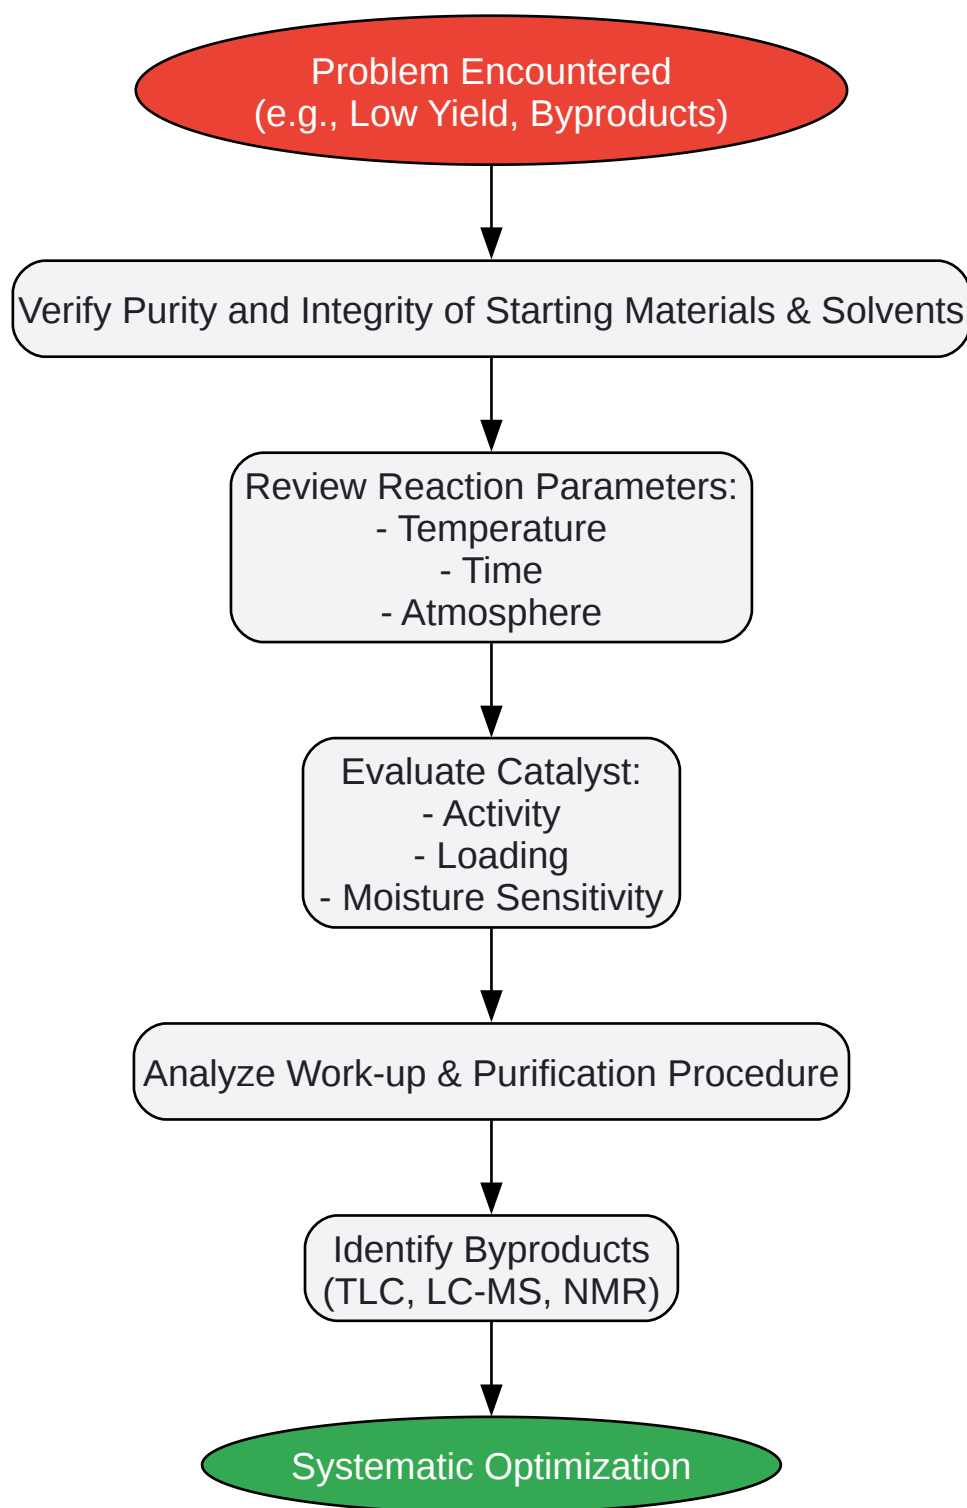 Problem Encountered
(e.g., Low Yield, Byproducts)
Verify Purity and Integrity of Starting Materials & Solvents
Review Reaction Parameters:
- Temperature
- Time
- Atmosphere
Evaluate Catalyst:
- Activity
- Loading
- Moisture Sensitivity
Analyze Work-up & Purification Procedure
Identify Byproducts
(TLC, LC-MS, NMR)
Systematic Optimization